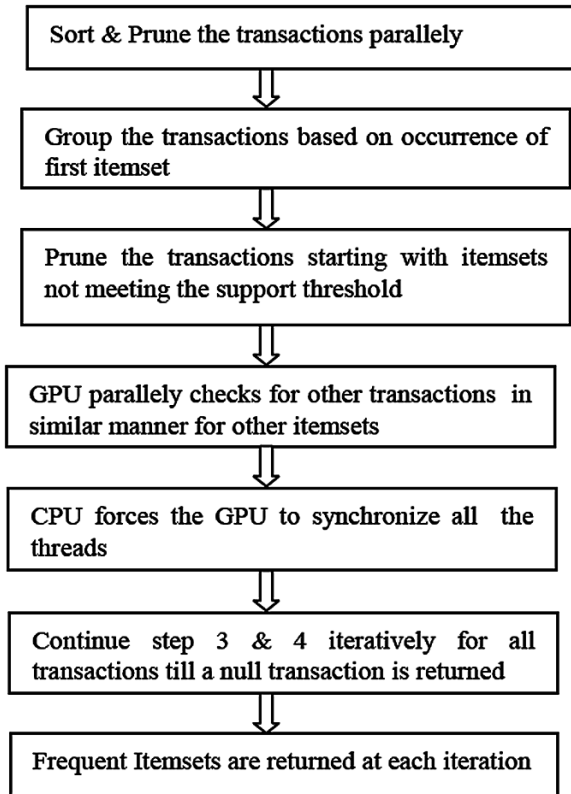 Sort & Prune the transactions parallely
Group the transactions based on occurrence of
first itemset
Prune the transactions starting with itemsets
not meeting the support threshold
GPU parallely checks for other transactions in
similar manner for other itemsets
CPU forces the GPU to synchronize all the
threads
Continue step 3 & 4 iteratively for all
transactions till a null transaction is returned
Frequent Itemsets are returned at each iteration